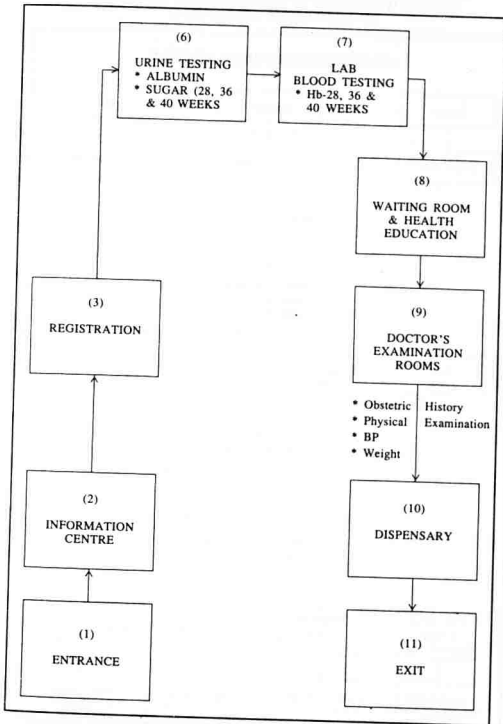 (6)
URINE TESTING
* ALBUMIN
* SUGAR (28, 36
& 40 WEEKS
(7)
LAB
BLOOD TESTING
* Hb-28, 36 &
40 WEEKS
(8)
WAITING ROOM
& HEALTH
EDUCATION
(3)
REGISTRATION
(9)
DOCTOR'S
EXAMINATION
ROOMS
* Obstetric History
* Physical Examination
* BP
* Weight
(2)
INFORMATION
CENTRE
(10)
DISPENSARY
(1)
ENTRANCE
(11)
EXIT